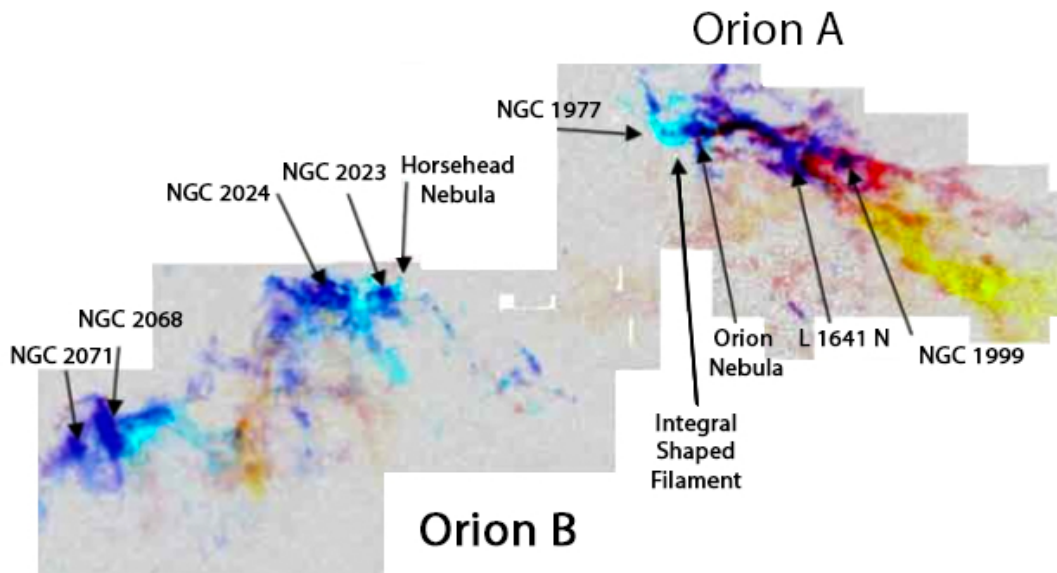 Orion A
NGC 1977
Horsehead
Nebula
NGC 2023
NGC 2024
NGC 2068
NGC 2071
Orion
Nebula
L 1641 N
NGC 1999
Integral
Shaped
Filament
Orion B